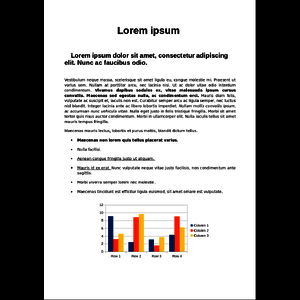 Lorem ipsum
Lorem ipsum dolor sit amet, consectetur adipiscing
elit. Nunc ac faucibus odio.
Vestibulum neque massa, scelerisque sit amet ligula eu, congue molestie mi. Praesent ut
varius sem. Nullam at porttitor arcu, nec lacinia nisi. Ut ac dolor vitae odio interdum
condimentum. Vivamus dapibus sodales ex, vitae malesuada ipsum cursus
convallis. Maecenas sed egestas nulla, ac condimentum orci. Mauris diam felis,
vulputate ac suscipit et, iaculis non est. Curabitur semper arcu ac ligula semper, nec luctus
nisl blandit. Integer lacinia ante ac libero lobortis imperdiet. Nullam mollis convallis ipsum,
ac accumsan nunc vehicula vitae. Nulla eget justo in felis tristique fringilla. Morbi sit amet
tortor quis risus auctor condimentum. Morbi in ullamcorper elit. Nulla iaculis tellus sit amet
mauris tempus fringilla.
Maecenas mauris lectus, lobortis et purus mattis, blandit dictum tellus.
• Maecenas non lorem quis tellus placerat varius.
• Nulla facilisi.
• Aenean congue fringilla justo ut aliquam.
• Mauris id ex erat. Nunc vulputate neque vitae justo facilisis, non condimentum ante
sagittis.
• Morbi viverra semper lorem nec molestie.
• Maecenas tincidunt est efficitur ligula euismod, sit amet ornare est vulputate.
12
10
8
6
4
2
0
Row 1 Row 2 Row 3 Row 4
Column 1
Column 2
Column 3